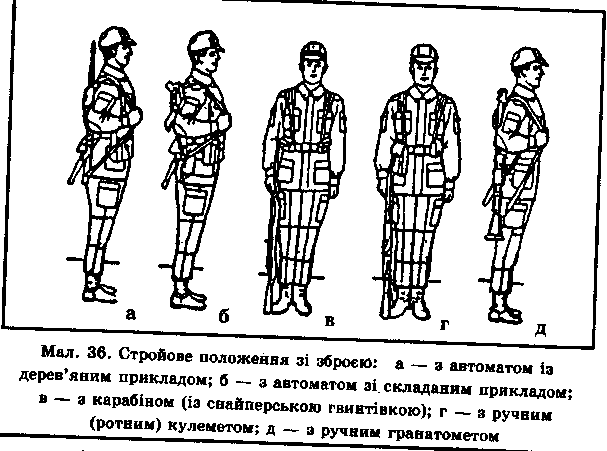 а б в г д
Мал. 36. Стройове положення зі зброєю: а — з автоматом із
дерев'яним прикладом; б — з автоматом зі складаним прикладом;
в — з карабіном (із снайперською гвинтівкою); г — з ручним
(ротним) кулеметом; д — з ручним гранатометом